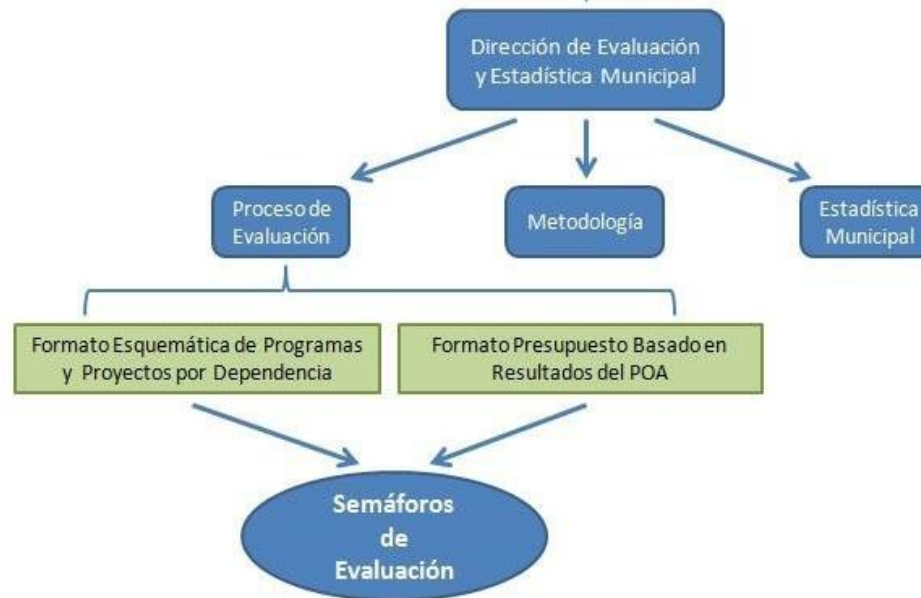 Dirección de Evaluación
y Estadística Municipal
Proceso de
Evaluación
Metodología
Estadística
Municipal
Formato Esquemática de Programas
y Proyectos por Dependencia
Formato Presupuesto Basado en
Resultados del POA
Semáforos
de
Evaluación